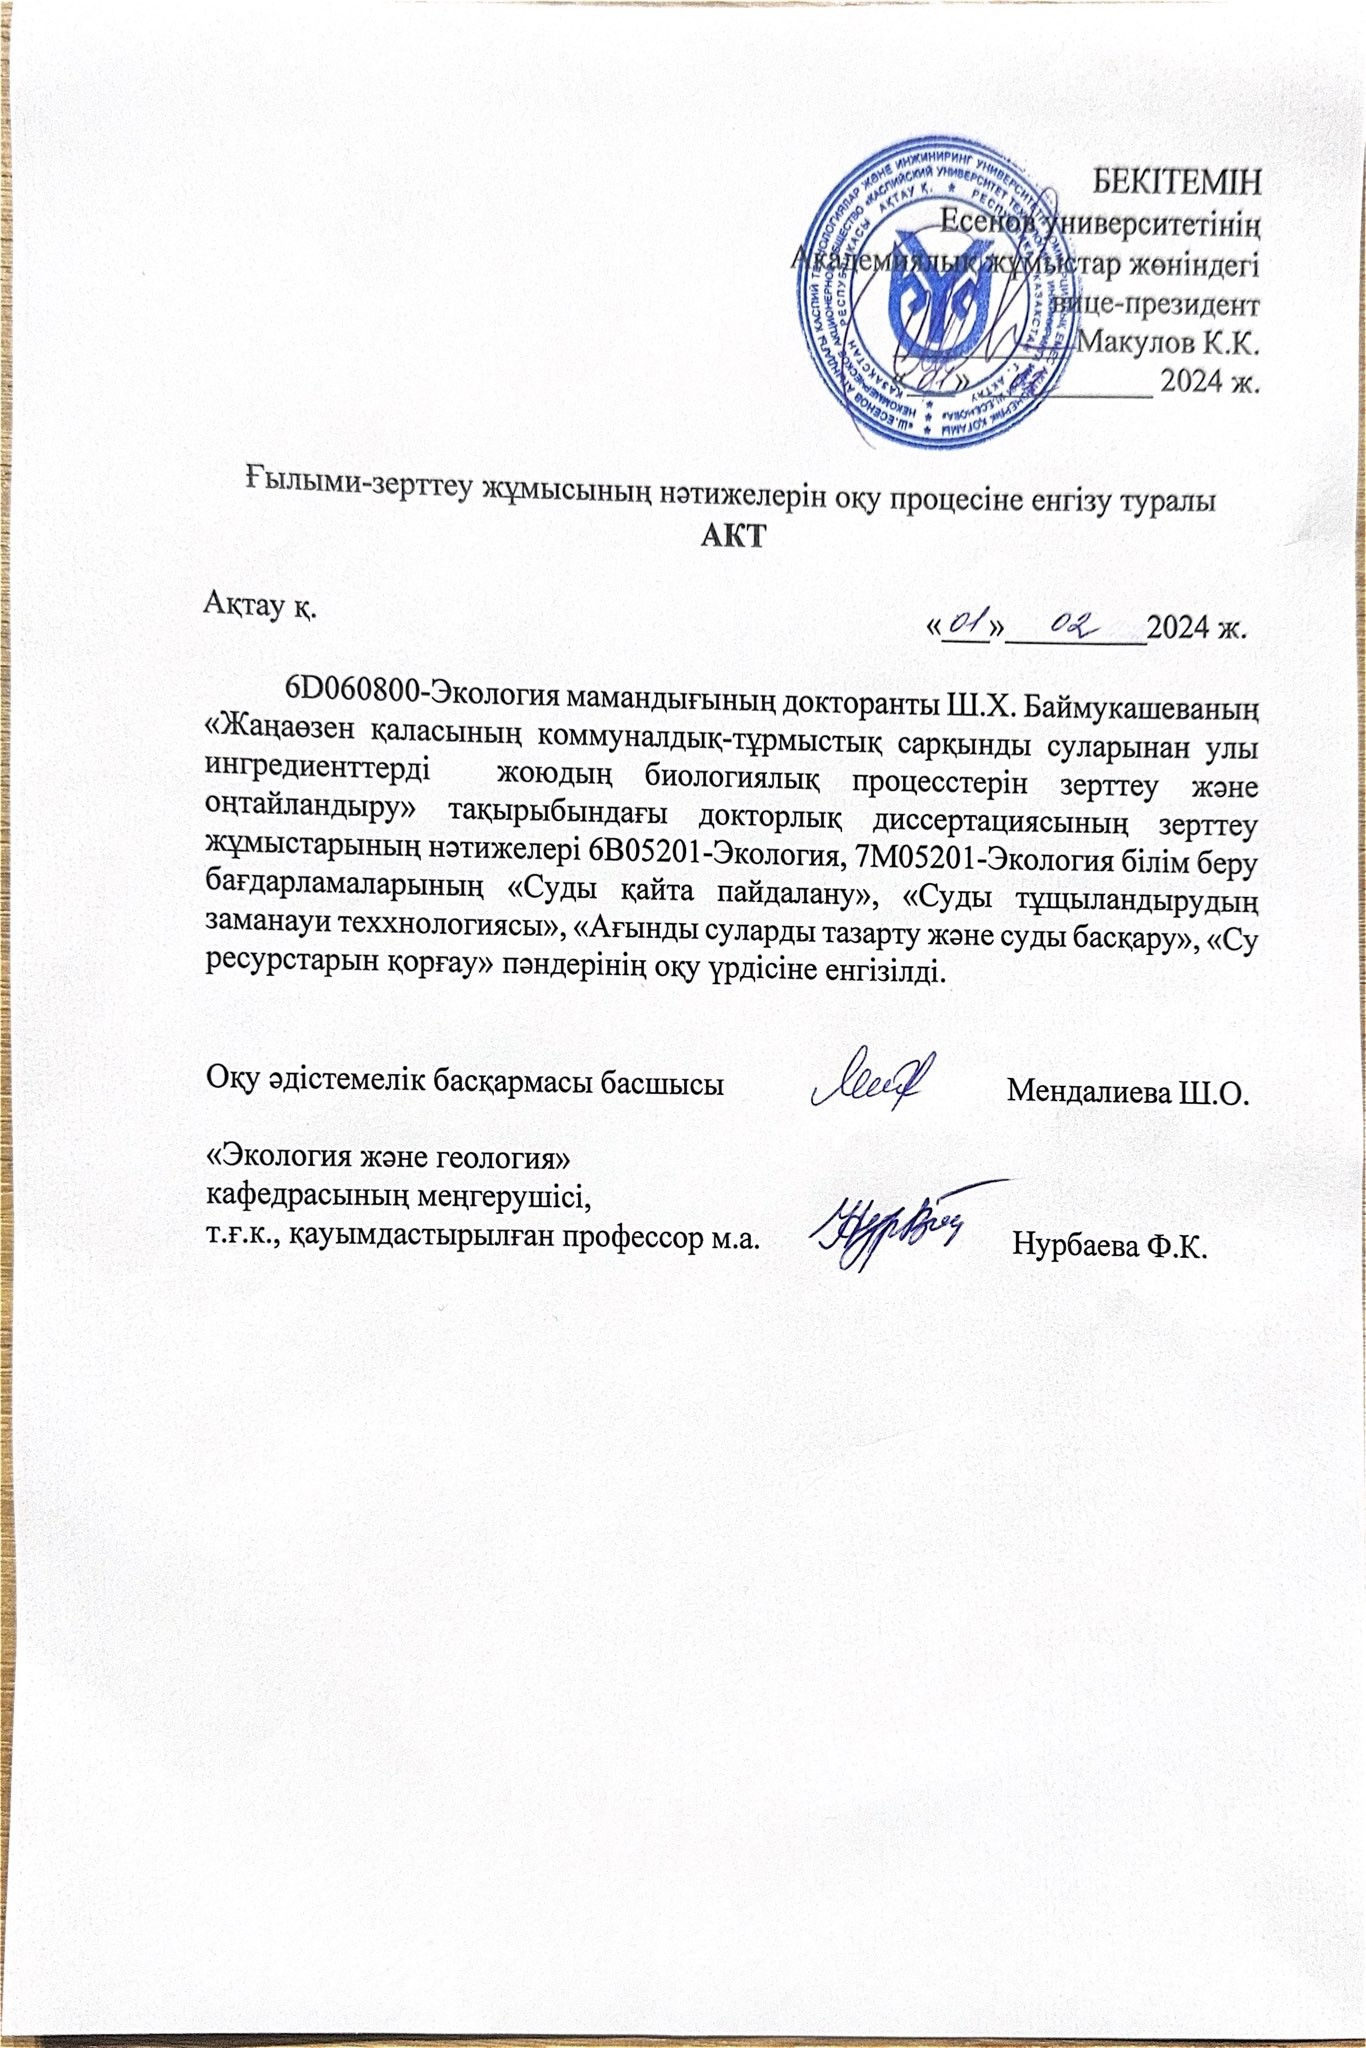 БЕКІТЕМІН
Есенов университетінің
Академиялық жұмыстар жөніндегі
вице-президент
Макулов К.К.
«01» 02 2024 ж.
Ғылыми-зерттеу жұмысының нәтижелерін оқу процесіне енгізу туралы
АКТ
Ақтау қ.
«01» 02 2024 ж.
6D060800-Экология мамандығының докторанты Ш.Х. Баймукашеваның
«Жаңаөзен қаласының коммуналдық-тұрмыстық сарқынды суларынан улы
ингредиенттерді жоюдың биологиялық процесстерін зерттеу және
оңтайландыру» тақырыбындағы докторлық диссертациясының зерттеу
жұмыстарының нәтижелері 6В05201-Экология, 7М05201-Экология білім беру
бағдарламаларының «Суды қайта пайдалану», «Суды тұщыландырудың
заманауи теххнологиясы», «Ағынды суларды тазарту және суды басқару», «Су
ресурстарын қорғау» пәндерінің оқу үрдісіне енгізілді.
Оқу әдістемелік басқармасы басшысы Мендалиева Ш.О.
«Экология және геология»
кафедрасының меңгерушісі,
т.ғ.к., қауымдастырылған профессор м.а. Нурбаева Ф.К.